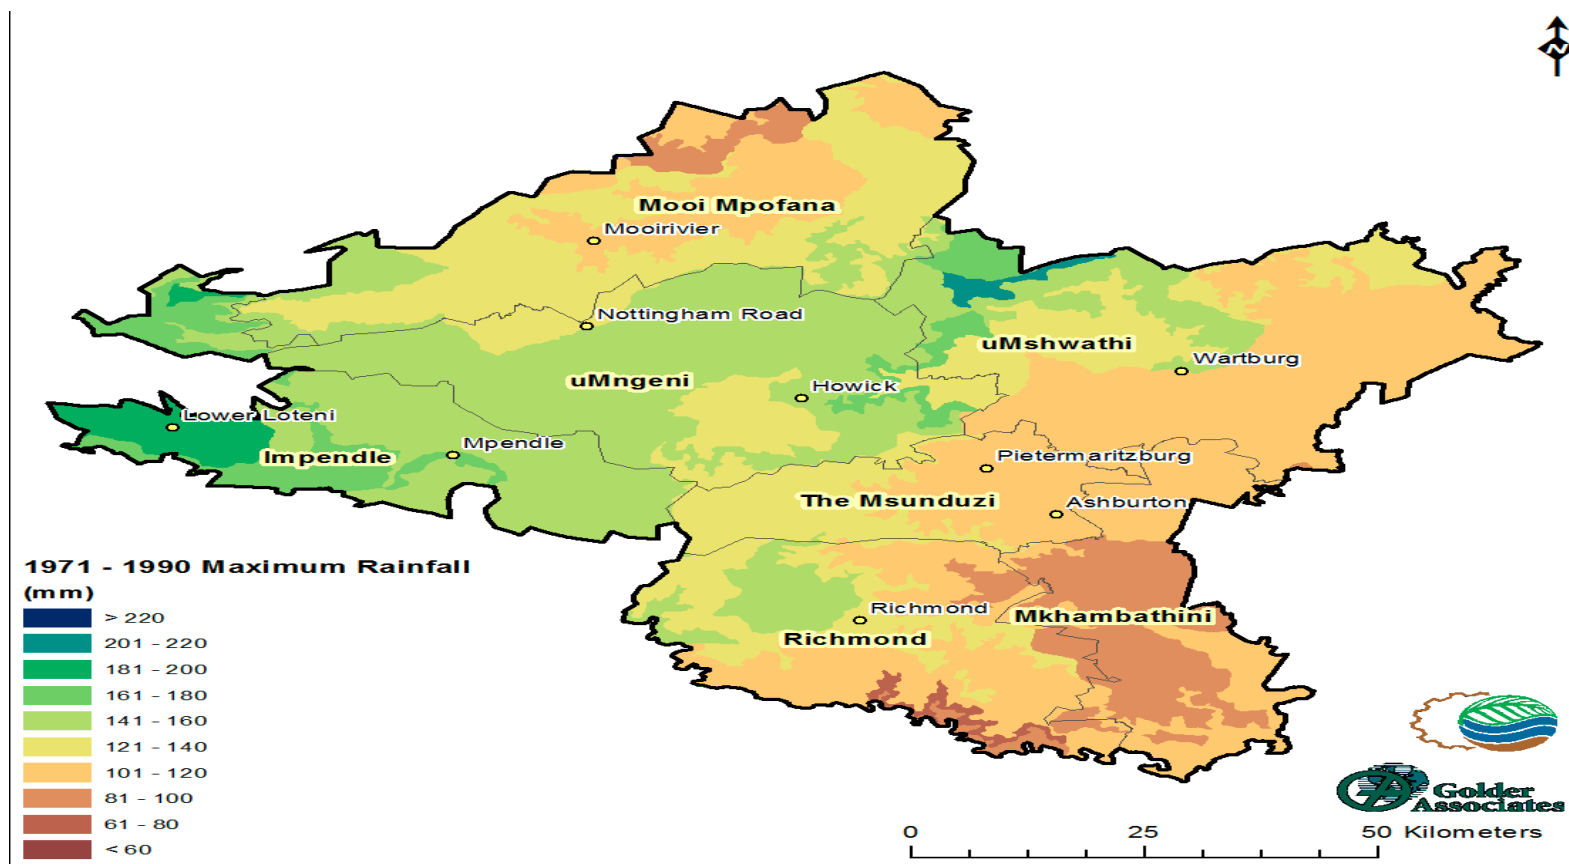 N
Mooi Mpofana
Mooirivier
Nottingham Road
uMshwathi
Wartburg
uMngeni
Howick
Lower Loteni
Mpendle
Impendle
Pietermaritzburg
The Msunduzi
Ashburton
Richmond
Mkhambathini
Richmond
1971 - 1990 Maximum Rainfall
(mm)
> 220
201 - 220
181 - 200
161 - 180
141 - 160
121 - 140
101 - 120
81 - 100
61 - 80
< 60
Golder
Associates
0 25 50 Kilometers